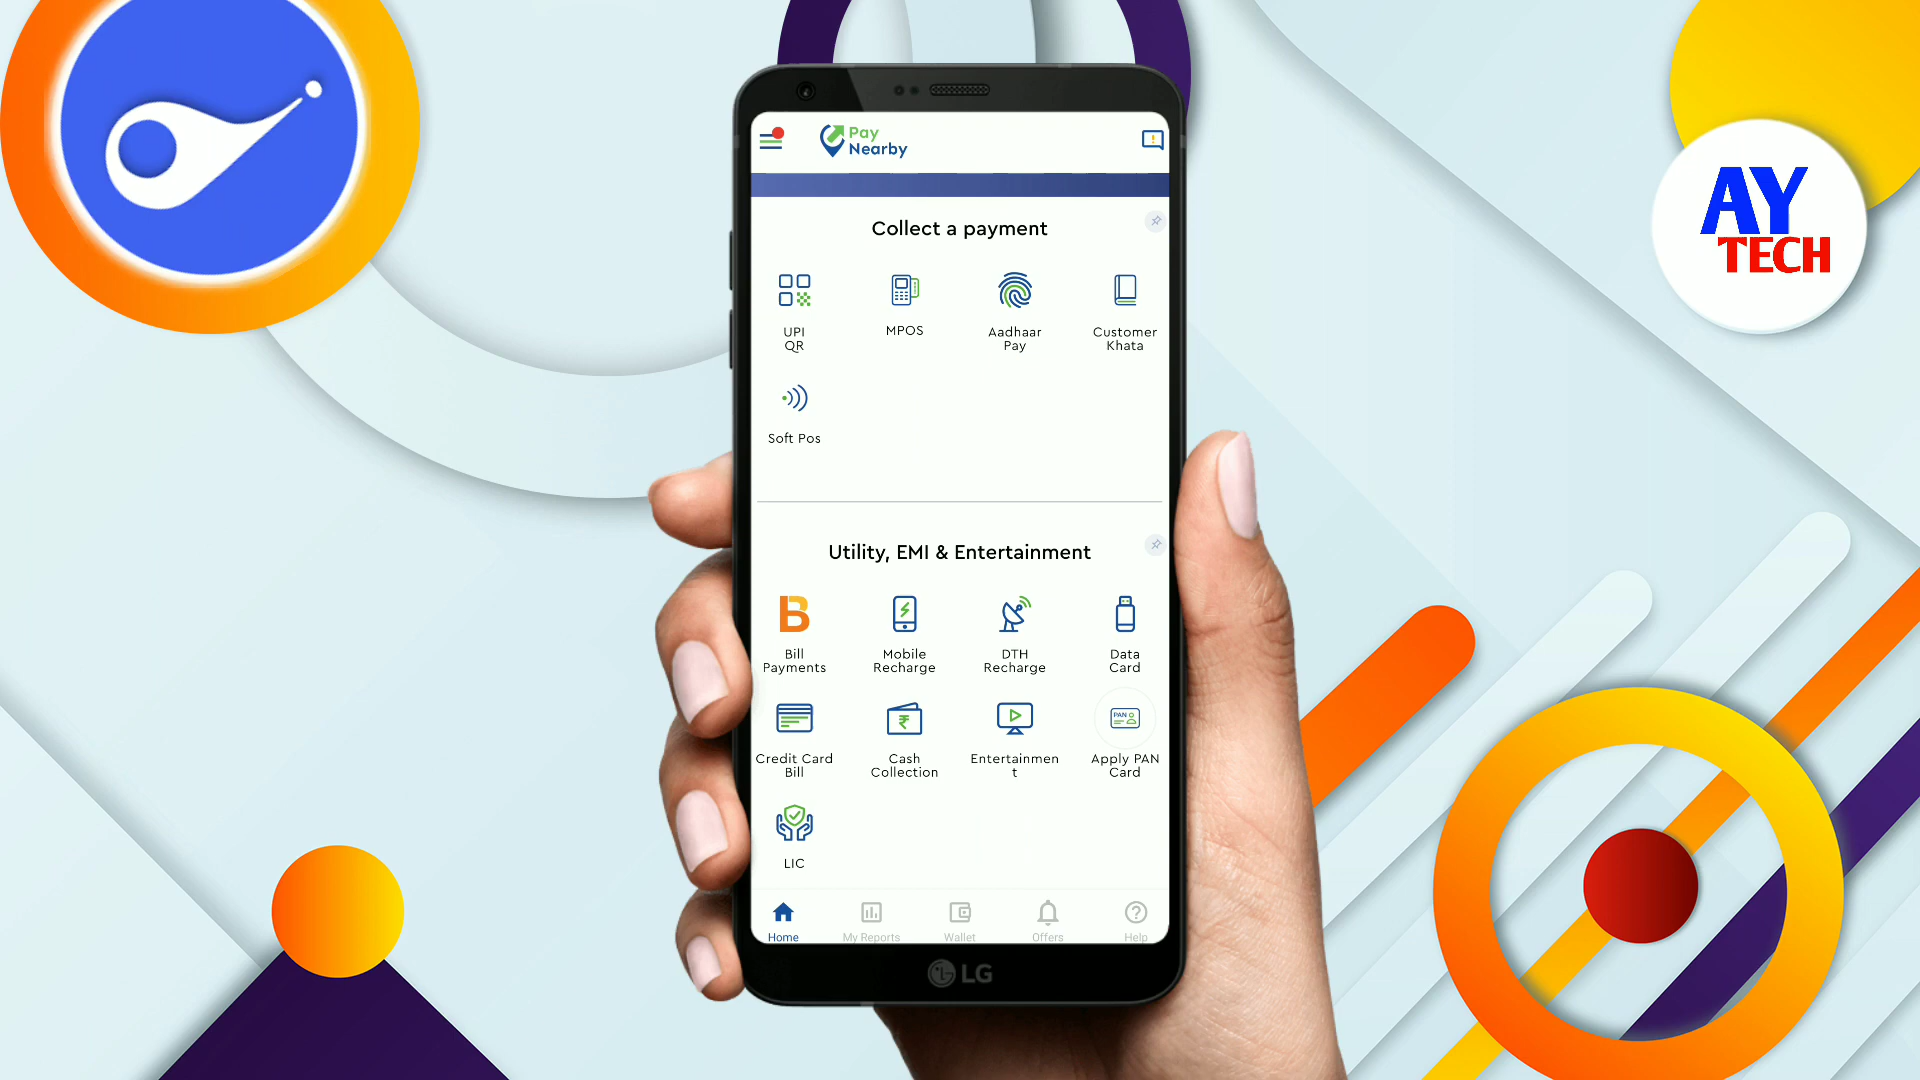 Pay
Nearby
AY
TECH
Collect a payment
UPI
QR
MPOS
Aadhaar
Pay
Customer
Khata
Soft Pos
Utility, EMI & Entertainment
B
Bill
Payments
Mobile
Recharge
DTH
Recharge
Data
Card
PAN
Credit Card
Bill
Cash
Collection
Entertainmen
t
Apply PAN
Card
LIC
Home
My Reports
Wallet
Offers
Help
LG